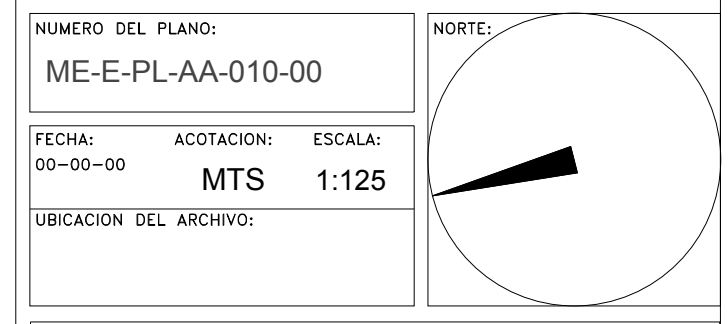 NUMERO DEL PLANO:
ME-E-PL-AA-010-00
NORTE:
FECHA: ACOTACION: ESCALA:
00-00-00 MTS 1:125
UBICACION DEL ARCHIVO: